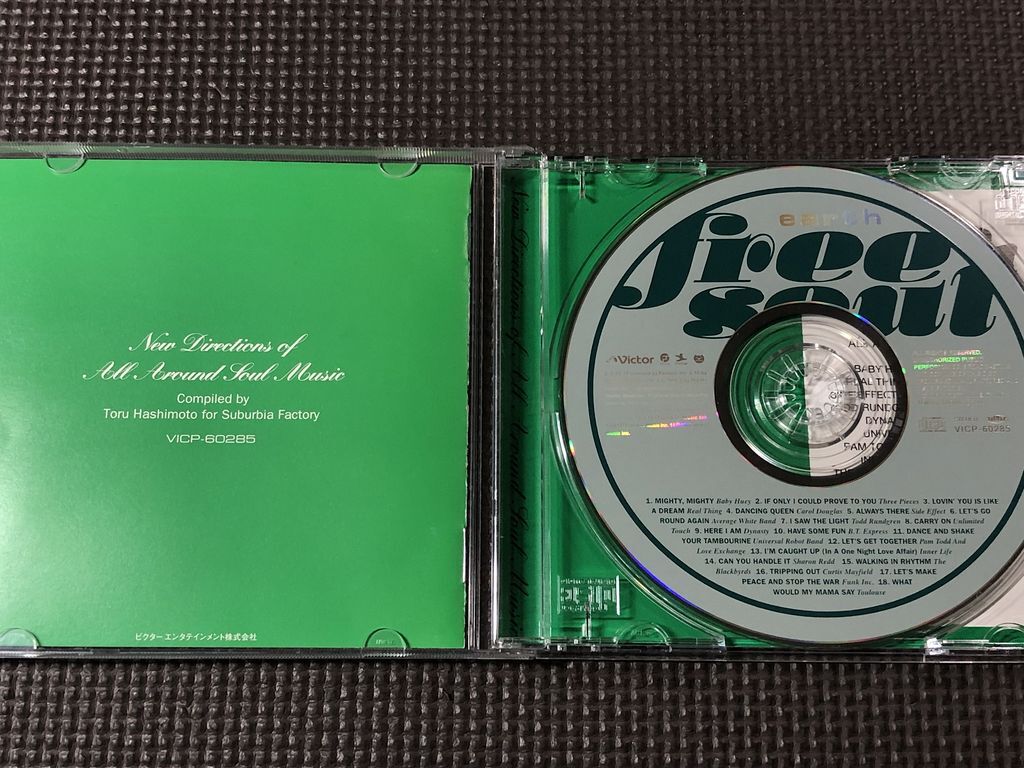 New Directions of
All Around Soul Music
Compiled by
Toru Hashimoto for Suburbia Factory
VICP-60285
ビクターエンタテインメント株式会社
New Directions of All Around Soul Music
earth
free
soul
Victor
VICP-60285
1. MIGHTY, MIGHTY Baby Huey 2. IF ONLY I COULD PROVE TO YOU Three Pieces 3. LOVIN' YOU IS LIKE
A DREAM Real Thing 4. DANCING QUEEN Carol Douglas 5. ALWAYS THERE Side Effect 6. LET'S GO
ROUND AGAIN Average White Band 7. I SAW THE LIGHT Todd Rundgren 8. CARRY ON Unlimited
Touch 9. HERE I AM Dynasty 10. HAVE SOME FUN B.T. Express 11. DANCE AND SHAKE
YOUR TAMBOURINE Universal Robot Band 12. LET'S GET TOGETHER Pam Todd And
Love Exchange 13. I'M CAUGHT UP (In A One Night Love Affair) Inner Life
14. CAN YOU HANDLE IT Sharon Redd 15. WALKING IN RHYTHM The
Blackbyrds 16. TRIPPING OUT Curtis Mayfield 17. LET'S MAKE
PEACE AND STOP THE WAR Funk Inc. 18. WHAT
WOULD MY MAMA SAY Toulouse